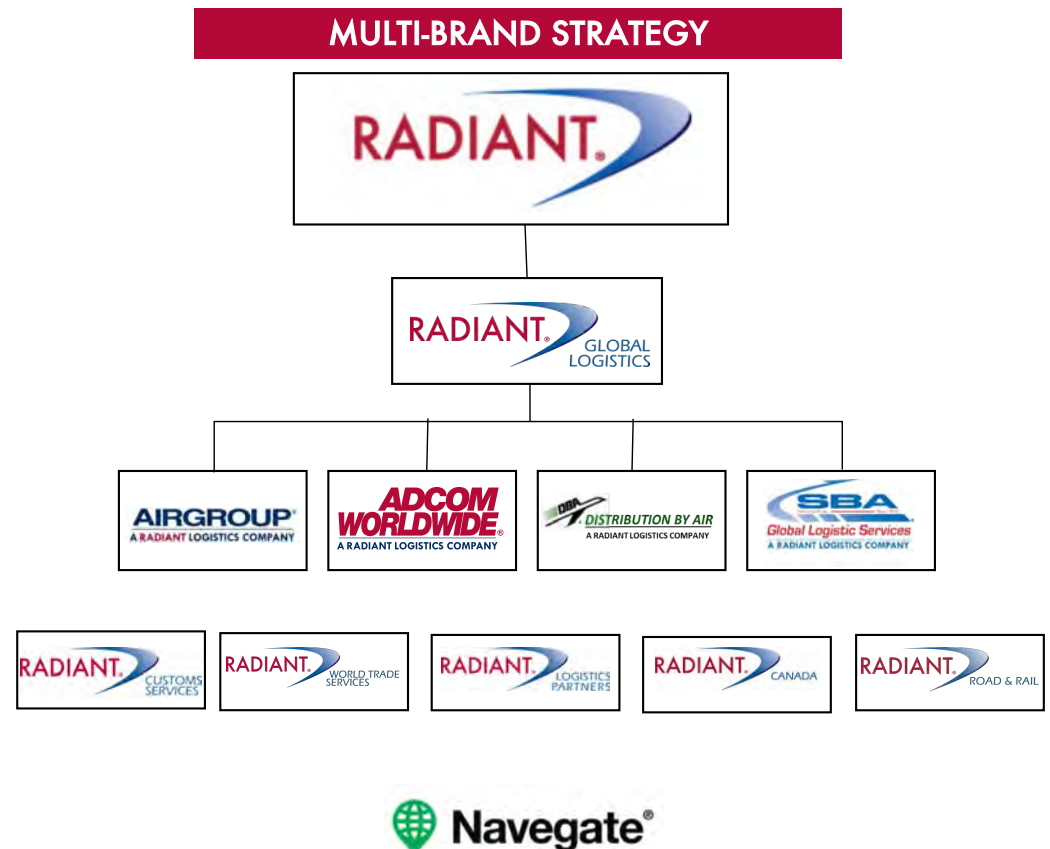 MULTI-BRAND STRATEGY
RADIANT®
RADIANT®
GLOBAL
LOGISTICS
AIRGROUP®
A RADIANT LOGISTICS COMPANY
ADCOM
WORLDWIDE®
A RADIANT LOGISTICS COMPANY
DBA
DISTRIBUTION BY AIR
A RADIANT LOGISTICS COMPANY
SBA
Global Logistic Services
A RADIANT LOGISTICS COMPANY
RADIANT®
CUSTOMS
SERVICES
RADIANT®
WORLD TRADE
SERVICES
RADIANT®
LOGISTICS
PARTNERS
RADIANT®
CANADA
RADIANT®
ROAD & RAIL
Navegate®